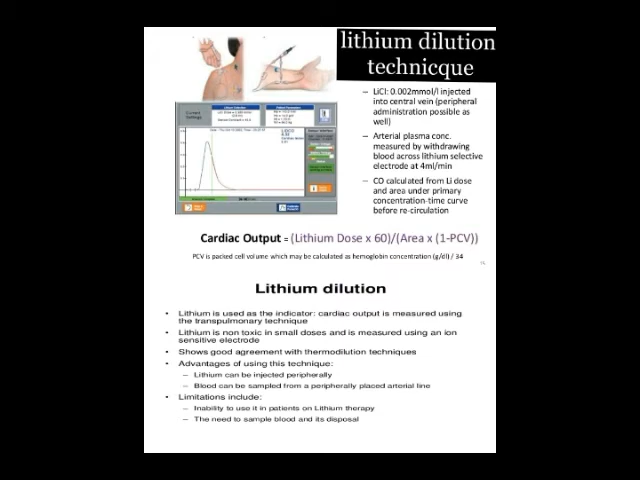 lithium dilution
technicque
– LiCl: 0.002mmol/l injected
into central vein (peripheral
administration possible as
well)
– Arterial plasma conc.
measured by withdrawing
blood across lithium selective
electrode at 4ml/min
– CO calculated from Li dose
and area under primary
concentration-time curve
before re-circulation
Cardiac Output = (Lithium Dose x 60)/(Area x (1-PCV))
PCV is packed cell volume which may be calculated as hemoglobin concentration (g/dl) / 34
Lithium dilution
• Lithium is used as the indicator: cardiac output is measured using
the transpulmonary technique
• Lithium is non toxic in small doses and is measured using an ion
sensitive electrode
• Shows good agreement with thermodilution techniques
• Advantages of using this technique:
– Lithium can be injected peripherally
– Blood can be sampled from a peripherally placed arterial line
• Limitations include:
– Inability to use it in patients on Lithium therapy
– The need to sample blood and its disposal